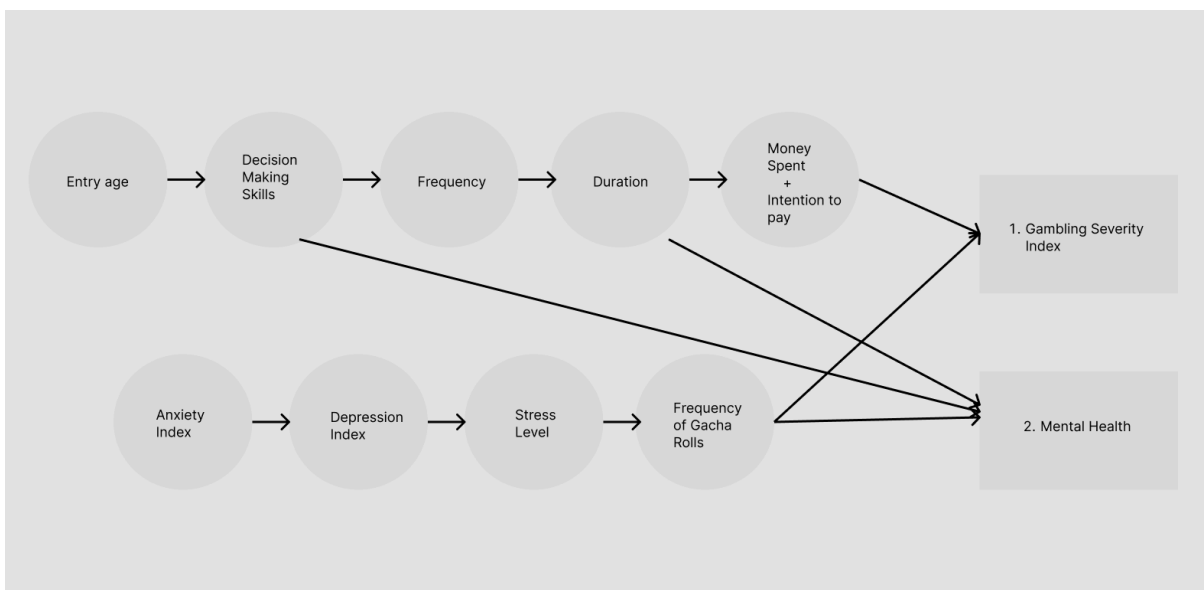 Entry age
Decision
Making
Skills
Frequency
Duration
Money
Spent
+
Intention to
pay
1. Gambling Severity
Index
Anxiety
Index
Depression
Index
Stress
Level
Frequency
of Gacha
Rolls
2. Mental Health